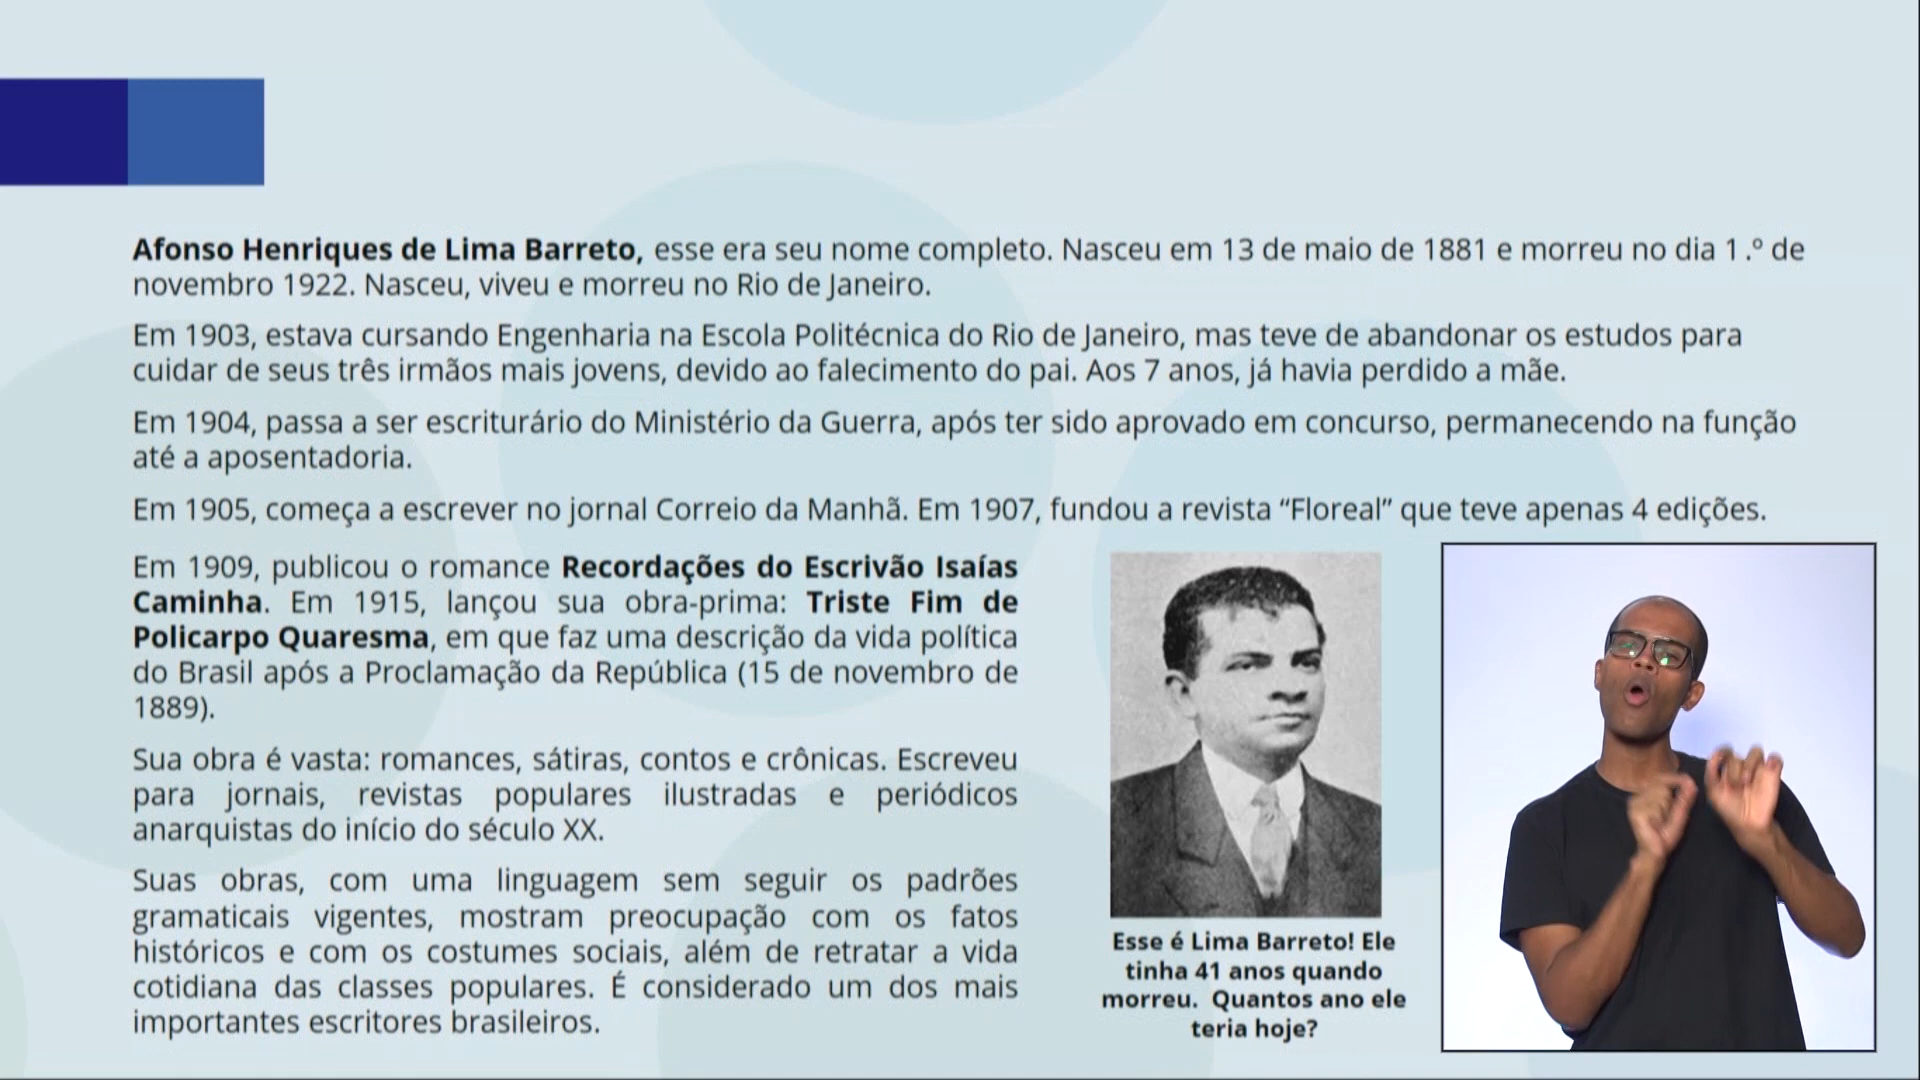 Afonso Henriques de Lima Barreto, esse era seu nome completo. Nasceu em 13 de maio de 1881 e morreu no dia 1.º de
novembro 1922. Nasceu, viveu e morreu no Rio de Janeiro.
Em 1903, estava cursando Engenharia na Escola Politécnica do Rio de Janeiro, mas teve de abandonar os estudos para
cuidar de seus três irmãos mais jovens, devido ao falecimento do pai. Aos 7 anos, já havia perdido a mãe.
Em 1904, passa a ser escriturário do Ministério da Guerra, após ter sido aprovado em concurso, permanecendo na função
até a aposentadoria.
Em 1905, começa a escrever no jornal Correio da Manhã. Em 1907, fundou a revista “Floreal” que teve apenas 4 edições.
Em 1909, publicou o romance Recordações do Escrivão Isaías
Caminha. Em 1915, lançou sua obra-prima: Triste Fim de
Policarpo Quaresma, em que faz uma descrição da vida política
do Brasil após a Proclamação da República (15 de novembro de
1889).
Sua obra é vasta: romances, sátiras, contos e crônicas. Escreveu
para jornais, revistas populares ilustradas e periódicos
anarquistas do início do século XX.
Suas obras, com uma linguagem sem seguir os padrões
gramaticais vigentes, mostram preocupação com os fatos
históricos e com os costumes sociais, além de retratar a vida
cotidiana das classes populares. É considerado um dos mais
importantes escritores brasileiros.
Esse é Lima Barreto! Ele
tinha 41 anos quando
morreu. Quantos ano ele
teria hoje?